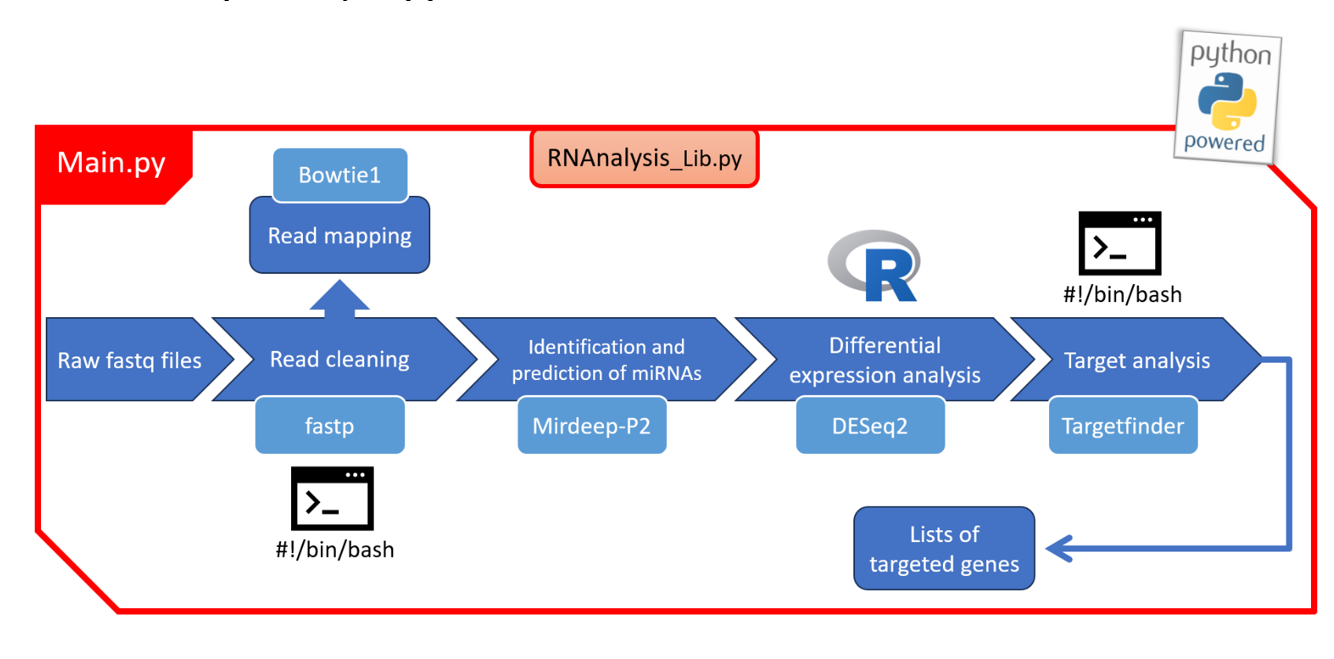 python
powered
Main.py
RNAnalysis_Lib.py
Bowtie1
Read mapping
R
#!/bin/bash
Raw fastq files
Read cleaning
Identification and
prediction of miRNAs
Differential
expression analysis
Target analysis
fastp
Mirdeep-P2
DESeq2
Targetfinder
#!/bin/bash
Lists of
targeted genes